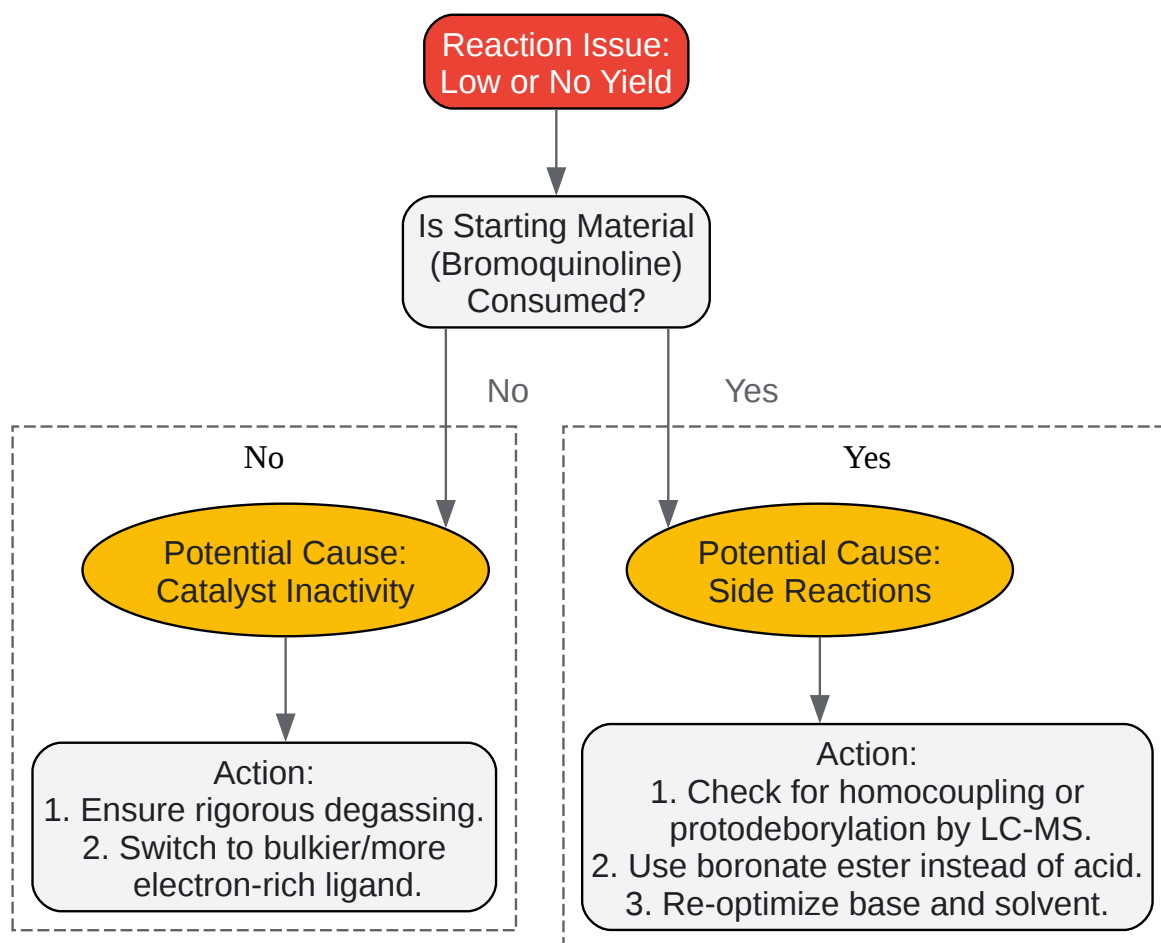 Reaction Issue:
Low or No Yield
Is Starting Material
(Bromoquinoline)
Consumed?
No
Yes
No
Potential Cause:
Catalyst Inactivity
Action:
1. Ensure rigorous degassing.
2. Switch to bulkier/more
electron-rich ligand.
Yes
Potential Cause:
Side Reactions
Action:
1. Check for homocoupling or
protodeborylation by LC-MS.
2. Use boronate ester instead of acid.
3. Re-optimize base and solvent.